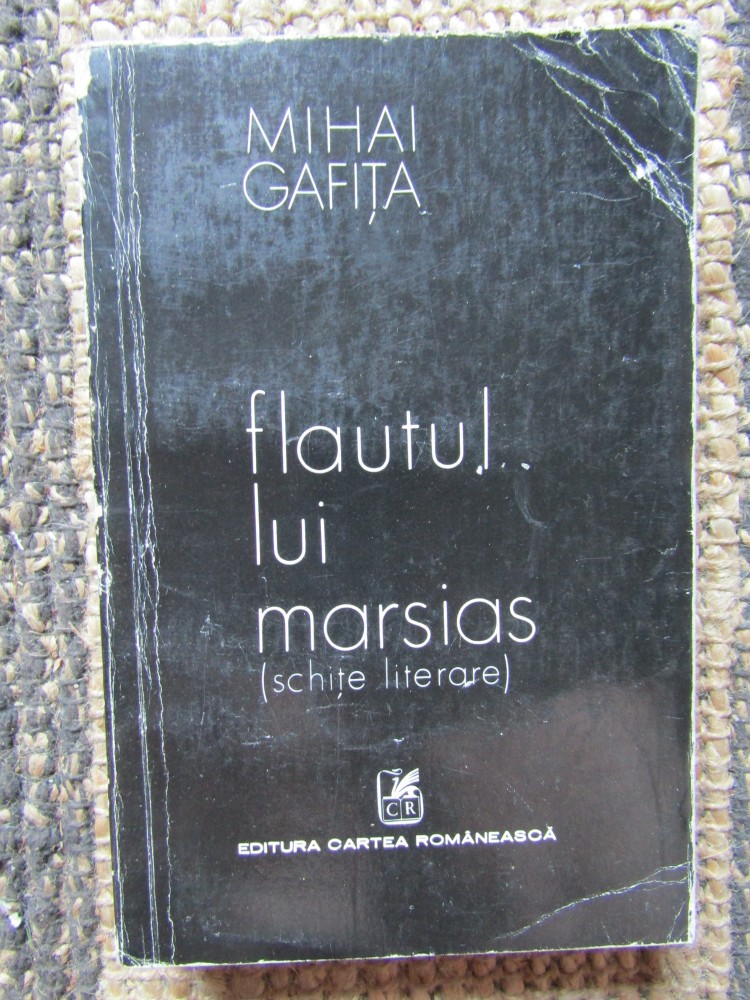 MIHAI
GAFIȚA
flautul
lui
marsias
(schițe literare)
CR
EDITURA CARTEA ROMÂNEASCĂ